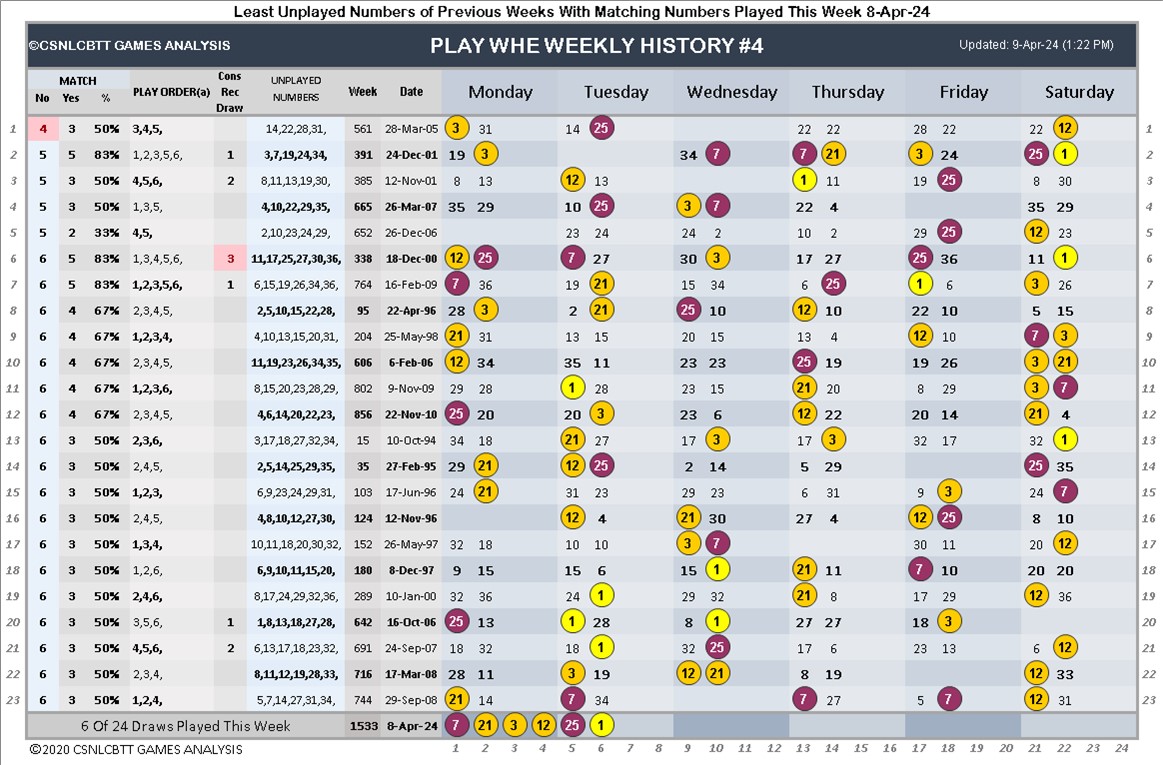 Least Unplayed Numbers of Previous Weeks With Matching Numbers Played This Week 8-Apr-24
©CSNLCBTT GAMES ANALYSIS PLAY WHE WEEKLY HISTORY #4 Updated: 9-Apr-24 (1:22 PM)
MATCH PLAY ORDER(a) Cons Rec Draw UNPLAYED NUMBERS Week Date Monday Tuesday Wednesday Thursday Friday Saturday
No Yes %
1 4 3 50% 3,4,5, 14,22,28,31, 561 28-Mar-05 3 31 14 25 22 22 28 22 22 12 1
2 5 5 83% 1,2,3,5,6, 1 3,7,19,24,34, 391 24-Dec-01 19 3 34 7 7 21 3 24 25 1 2
3 5 3 50% 4,5,6, 2 8,11,13,19,30, 385 12-Nov-01 8 13 12 13 1 11 19 25 8 30 3
4 5 3 50% 1,3,5, 4,10,22,29,35, 665 26-Mar-07 35 29 10 25 3 7 22 4 35 29 4
5 5 2 33% 4,5, 2,10,23,24,29, 652 26-Dec-06 23 24 24 2 10 2 29 25 12 23 5
6 6 5 83% 1,3,4,5,6, 3 11,17,25,27,30,36, 338 18-Dec-00 12 25 7 27 30 3 17 27 25 36 11 1 6
7 6 5 83% 1,2,3,5,6, 1 6,15,19,26,34,36, 764 16-Feb-09 7 36 19 21 15 34 6 25 1 6 3 26 7
8 6 4 67% 2,3,4,5, 2,5,10,15,22,28, 95 22-Apr-96 28 3 2 21 25 10 12 10 22 10 5 15 8
9 6 4 67% 1,2,3,4, 4,10,13,15,20,31, 204 25-May-98 21 31 13 15 20 15 13 4 12 10 7 3 9
10 6 4 67% 2,3,4,5, 11,19,23,26,34,35, 606 6-Feb-06 12 34 35 11 23 23 25 19 19 26 3 21 10
11 6 4 67% 1,2,3,6, 8,15,20,23,28,29, 811 9-Nov-09 29 28 1 28 23 15 21 20 8 29 3 7 11
12 6 4 67% 2,3,4,5, 4,6,14,20,22,23, 856 22-Nov-10 25 20 20 3 23 6 12 22 20 14 21 4 12
13 6 3 50% 2,3,6, 3,17,18,27,32,34, 15 10-Oct-94 34 18 21 27 17 3 17 3 32 17 32 1 13
14 6 3 50% 2,4,5, 2,5,14,25,29,35, 35 27-Feb-95 29 21 12 25 2 14 5 29 25 35 14
15 6 3 50% 1,2,3, 6,9,23,24,29,31, 103 17-Jun-96 24 21 31 23 29 23 6 31 9 3 24 7 15
16 6 3 50% 2,4,5, 4,8,10,12,27,30, 124 12-Nov-96 12 4 21 30 27 4 12 25 8 10 16
17 6 3 50% 1,3,4, 10,11,18,20,30,32, 152 26-May-97 32 18 10 10 3 7 30 11 20 12 17
18 6 3 50% 1,2,6, 6,9,10,11,15,20, 180 8-Dec-97 9 15 15 6 15 1 21 11 7 10 20 20 18
19 6 3 50% 2,4,6, 8,17,24,29,32,36, 289 10-Jan-00 32 36 24 1 29 32 21 8 17 29 12 36 19
20 6 3 50% 3,5,6, 1 1,8,13,18,27,28, 642 16-Oct-06 25 13 1 28 8 1 27 27 18 3 20
21 6 3 50% 4,5,6, 2 6,13,17,18,23,32, 691 24-Sep-07 18 32 18 1 32 25 17 6 23 13 6 12 21
22 6 3 50% 2,3,4, 8,11,12,19,28,33, 716 17-Mar-08 28 11 3 19 12 21 8 19 12 33 22
23 6 3 50% 1,2,4, 5,7,14,27,31,34, 744 29-Sep-08 21 14 7 34 7 27 5 7 12 31 23
6 Of 24 Draws Played This Week 1533 8-Apr-24 7 21 3 12 25 1
©2020 CSNLCBTT GAMES ANALYSIS 1 2 3 4 5 6 7 8 9 10 11 12 13 14 15 16 17 18 19 20 21 22 23 24